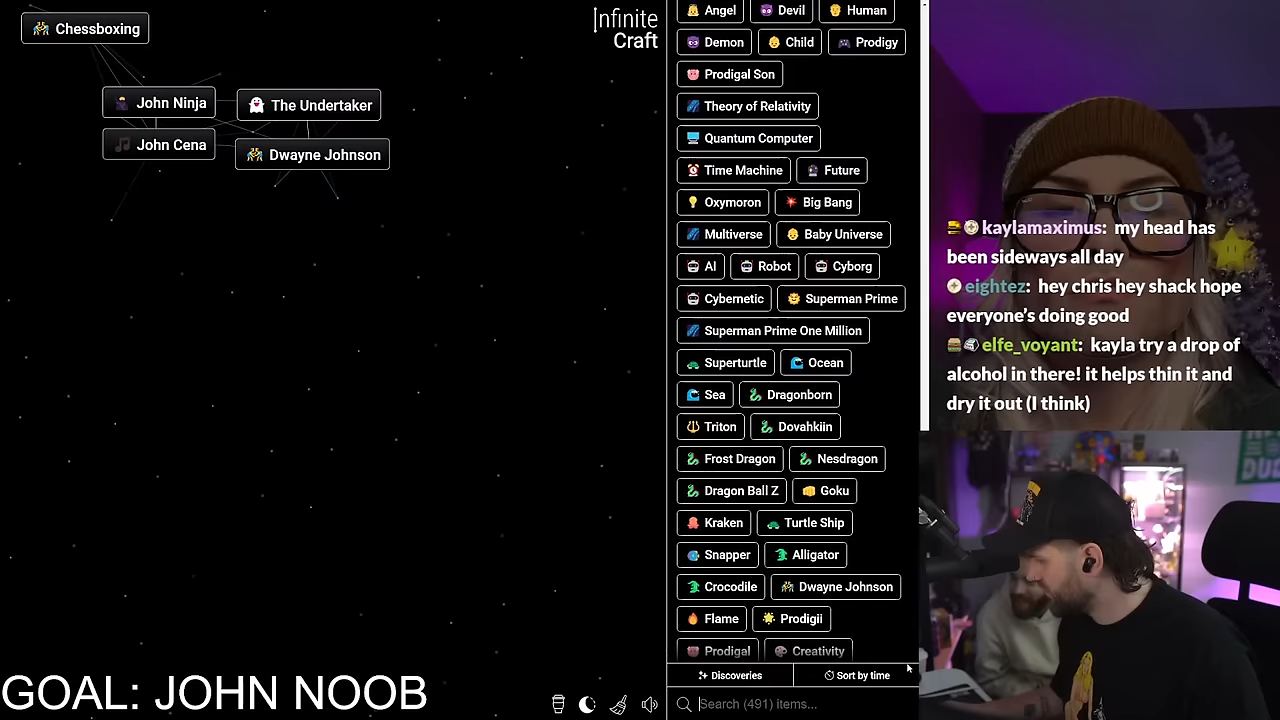 Chessboxing
John Ninja
The Undertaker
John Cena
Dwayne Johnson
Infinite
Craft
Angel
Devil
Human
Demon
Child
Prodigy
Prodigal Son
Theory of Relativity
Quantum Computer
Time Machine
Future
Oxymoron
Big Bang
Multiverse
Baby Universe
AI
Robot
Cyborg
Cybernetic
Superman Prime
Superman Prime One Million
Superturtle
Ocean
Sea
Dragonborn
Triton
Dovahkiin
Frost Dragon
Nesdragon
Dragon Ball Z
Goku
Kraken
Turtle Ship
Snapper
Alligator
Crocodile
Dwayne Johnson
Flame
Prodigii
Prodigal
Creativity
Discoveries
Sort by time
Search (491) items...
GOAL: JOHN NOOB
kaylamaximus: my head has
been sideways all day
eightez: hey chris hey shack hope
everyone's doing good
elfe_voyant: kayla try a drop of
alcohol in there! it helps thin it and
dry it out (I think)